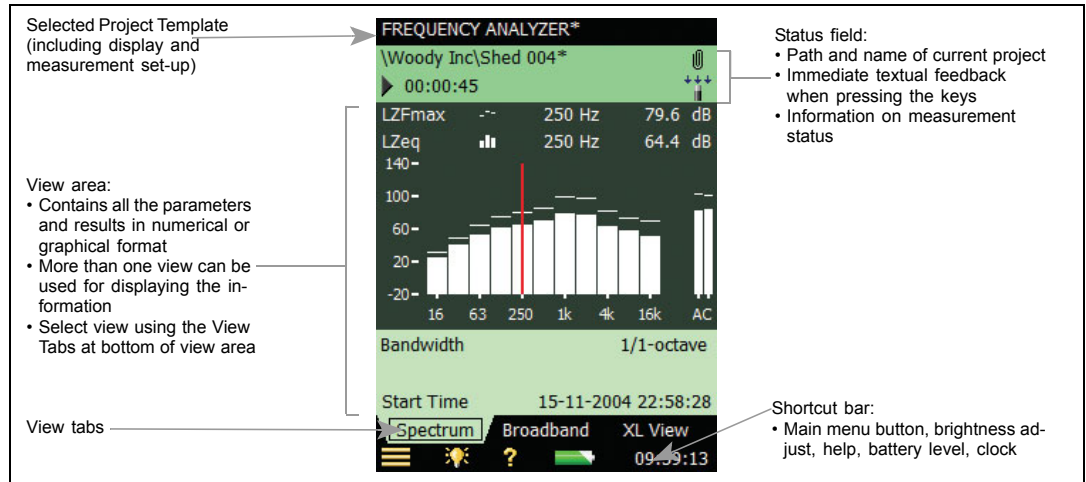 Selected Project Template
(including display and
measurement set-up)
View area:
• Contains all the parameters
and results in numerical or
graphical format
• More than one view can be
used for displaying the in-
formation
• Select view using the View
Tabs at bottom of view area
View tabs
FREQUENCY ANALYZER*
\Woody Inc\Shed 004*
00:00:45
LZFmax 250 Hz 79.6 dB
LZeq 250 Hz 64.4 dB
140
100
60
20
-20
16 63 250 1k 4k 16k AC
Bandwidth 1/1-octave
Start Time 15-11-2004 22:58:28
Spectrum Broadband XL View
? 09:39:13
Status field:
• Path and name of current project
• Immediate textual feedback
when pressing the keys
• Information on measurement
status
Shortcut bar:
• Main menu button, brightness ad-
just, help, battery level, clock